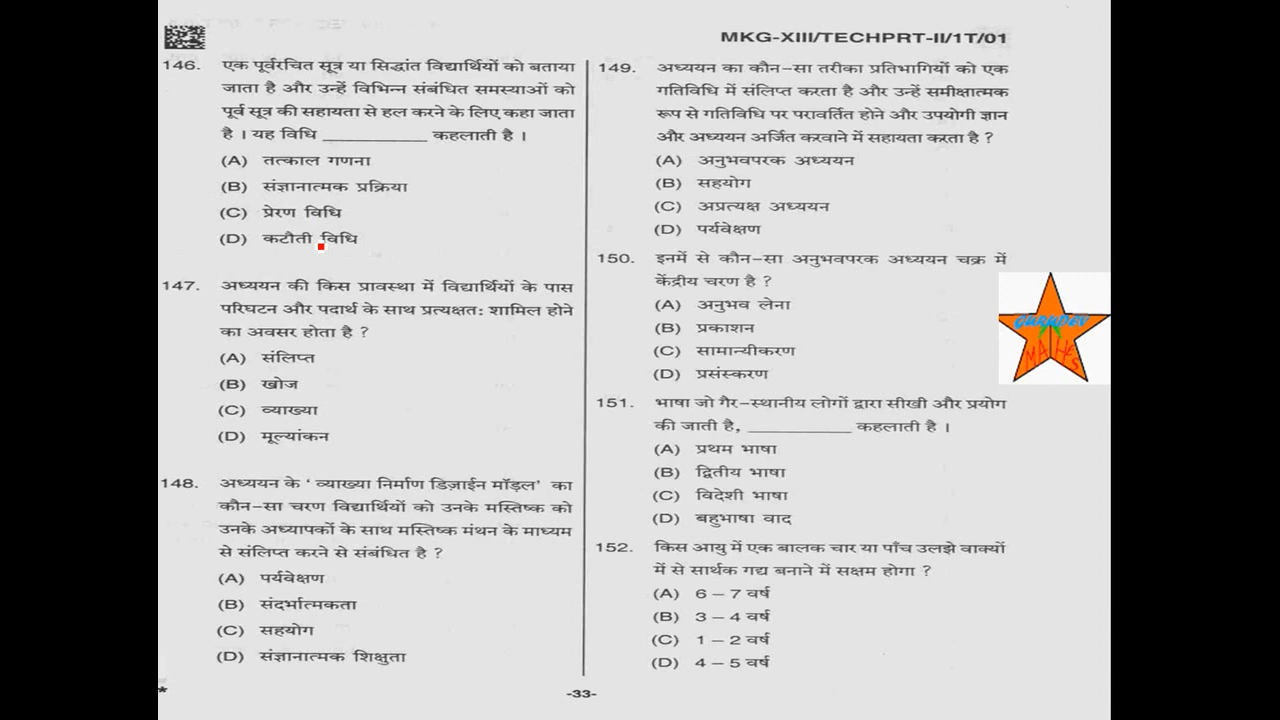 MKG-XIII/TECHPRT-II/1T/01
146. एक पूर्वरचित सूत्र या सिद्धांत विद्यार्थियों को बताया
जाता है और उन्हें विभिन्न संबंधित समस्याओं को
पूर्व सूत्र की सहायता से हल करने के लिए कहा जाता
है । यह विधि __________ कहलाती है ।
(A) तत्काल गणना
(B) संज्ञानात्मक प्रक्रिया
(C) प्रेरण विधि
(D) कटौती विधि
147. अध्ययन की किस प्रावस्था में विद्यार्थियों के पास
परिघटन और पदार्थ के साथ प्रत्यक्षतः शामिल होने
का अवसर होता है ?
(A) संलिप्त
(B) खोज
(C) व्याख्या
(D) मूल्यांकन
148. अध्ययन के ' व्याख्या निर्माण डिज़ाईन मॉड़ल' का
कौन-सा चरण विद्यार्थियों को उनके मस्तिष्क को
उनके अध्यापकों के साथ मस्तिष्क मंथन के माध्यम
से संलिप्त करने से संबंधित है ?
(A) पर्यवेक्षण
(B) संदर्भात्मकता
(C) सहयोग
(D) संज्ञानात्मक शिक्षुता
149. अध्ययन का कौन-सा तरीका प्रतिभागियों को एक
गतिविधि में संलिप्त करता है और उन्हें समीक्षात्मक
रूप से गतिविधि पर परावर्तित होने और उपयोगी ज्ञान
और अध्ययन अर्जित करवाने में सहायता करता है ?
(A) अनुभवपरक अध्ययन
(B) सहयोग
(C) अप्रत्यक्ष अध्ययन
(D) पर्यवेक्षण
150. इनमें से कौन-सा अनुभवपरक अध्ययन चक्र में
केंद्रीय चरण है ?
(A) अनुभव लेना
(B) प्रकाशन
(C) सामान्यीकरण
(D) प्रसंस्करण
151. भाषा जो गैर-स्थानीय लोगों द्वारा सीखी और प्रयोग
की जाती है, __________ कहलाती है ।
(A) प्रथम भाषा
(B) द्वितीय भाषा
(C) विदेशी भाषा
(D) बहुभाषा वाद
152. किस आयु में एक बालक चार या पाँच उलझे वाक्यों
में से सार्थक गद्य बनाने में सक्षम होगा ?
(A) 6 – 7 वर्ष
(B) 3 – 4 वर्ष
(C) 1 – 2 वर्ष
(D) 4 – 5 वर्ष
GURUDEV
MATHS
* -33-